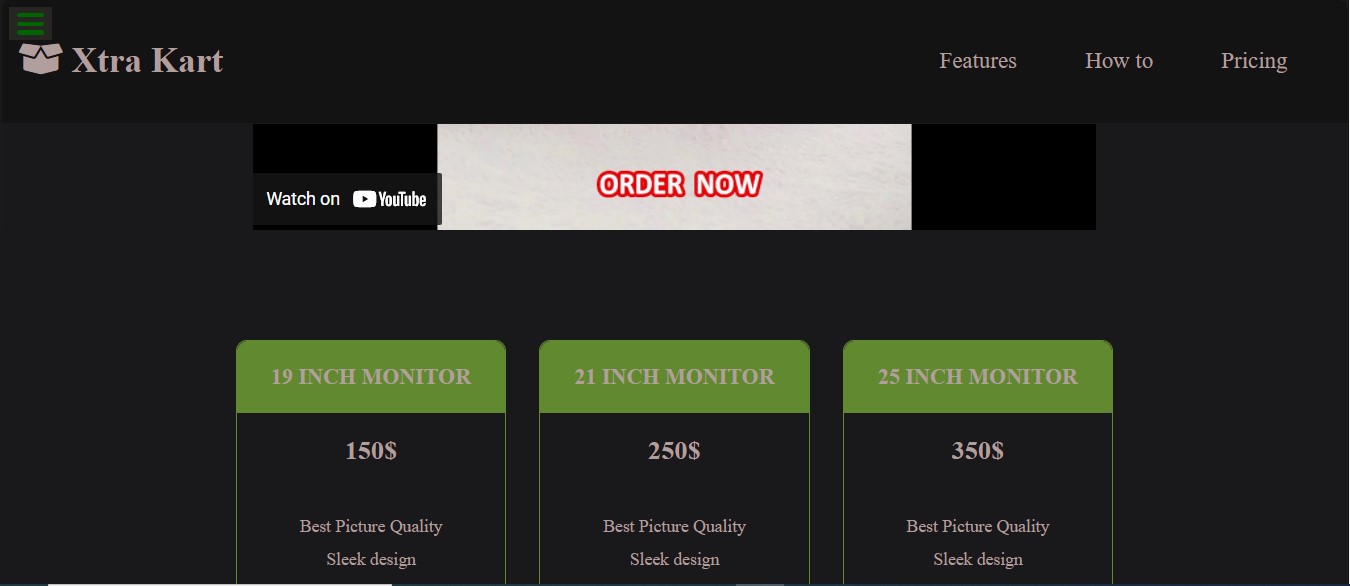 Xtra Kart
Features How to Pricing
ORDER NOW
Watch on YouTube
19 INCH MONITOR 21 INCH MONITOR 25 INCH MONITOR
150$ 250$ 350$
Best Picture Quality Best Picture Quality Best Picture Quality
Sleek design Sleek design Sleek design